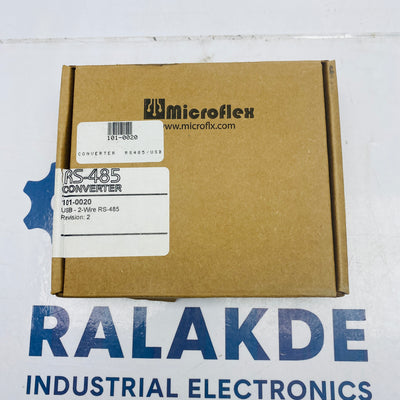 Microflex
www.microflx.com
101-0020
CONVERTER RS485/USB
RS-485
CONVERTER
101-0020
USB - 2-Wire RS-485
Revision: 2
RALAKDE
INDUSTRIAL ELECTRONICS